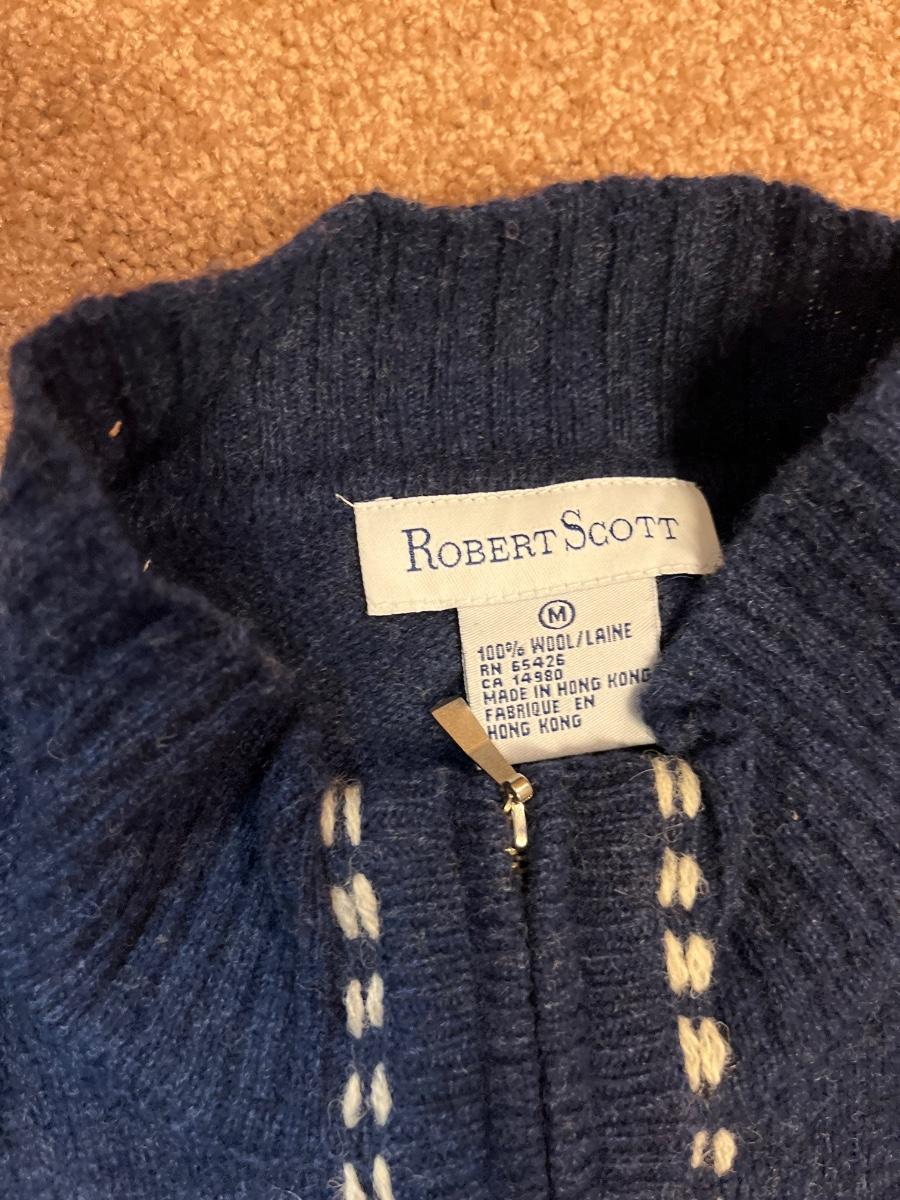 ROBERT SCOTT
M
100% WOOL/LAINE
RN 65426
CA 14980
MADE IN HONG KONG
FABRIQUE EN
HONG KONG